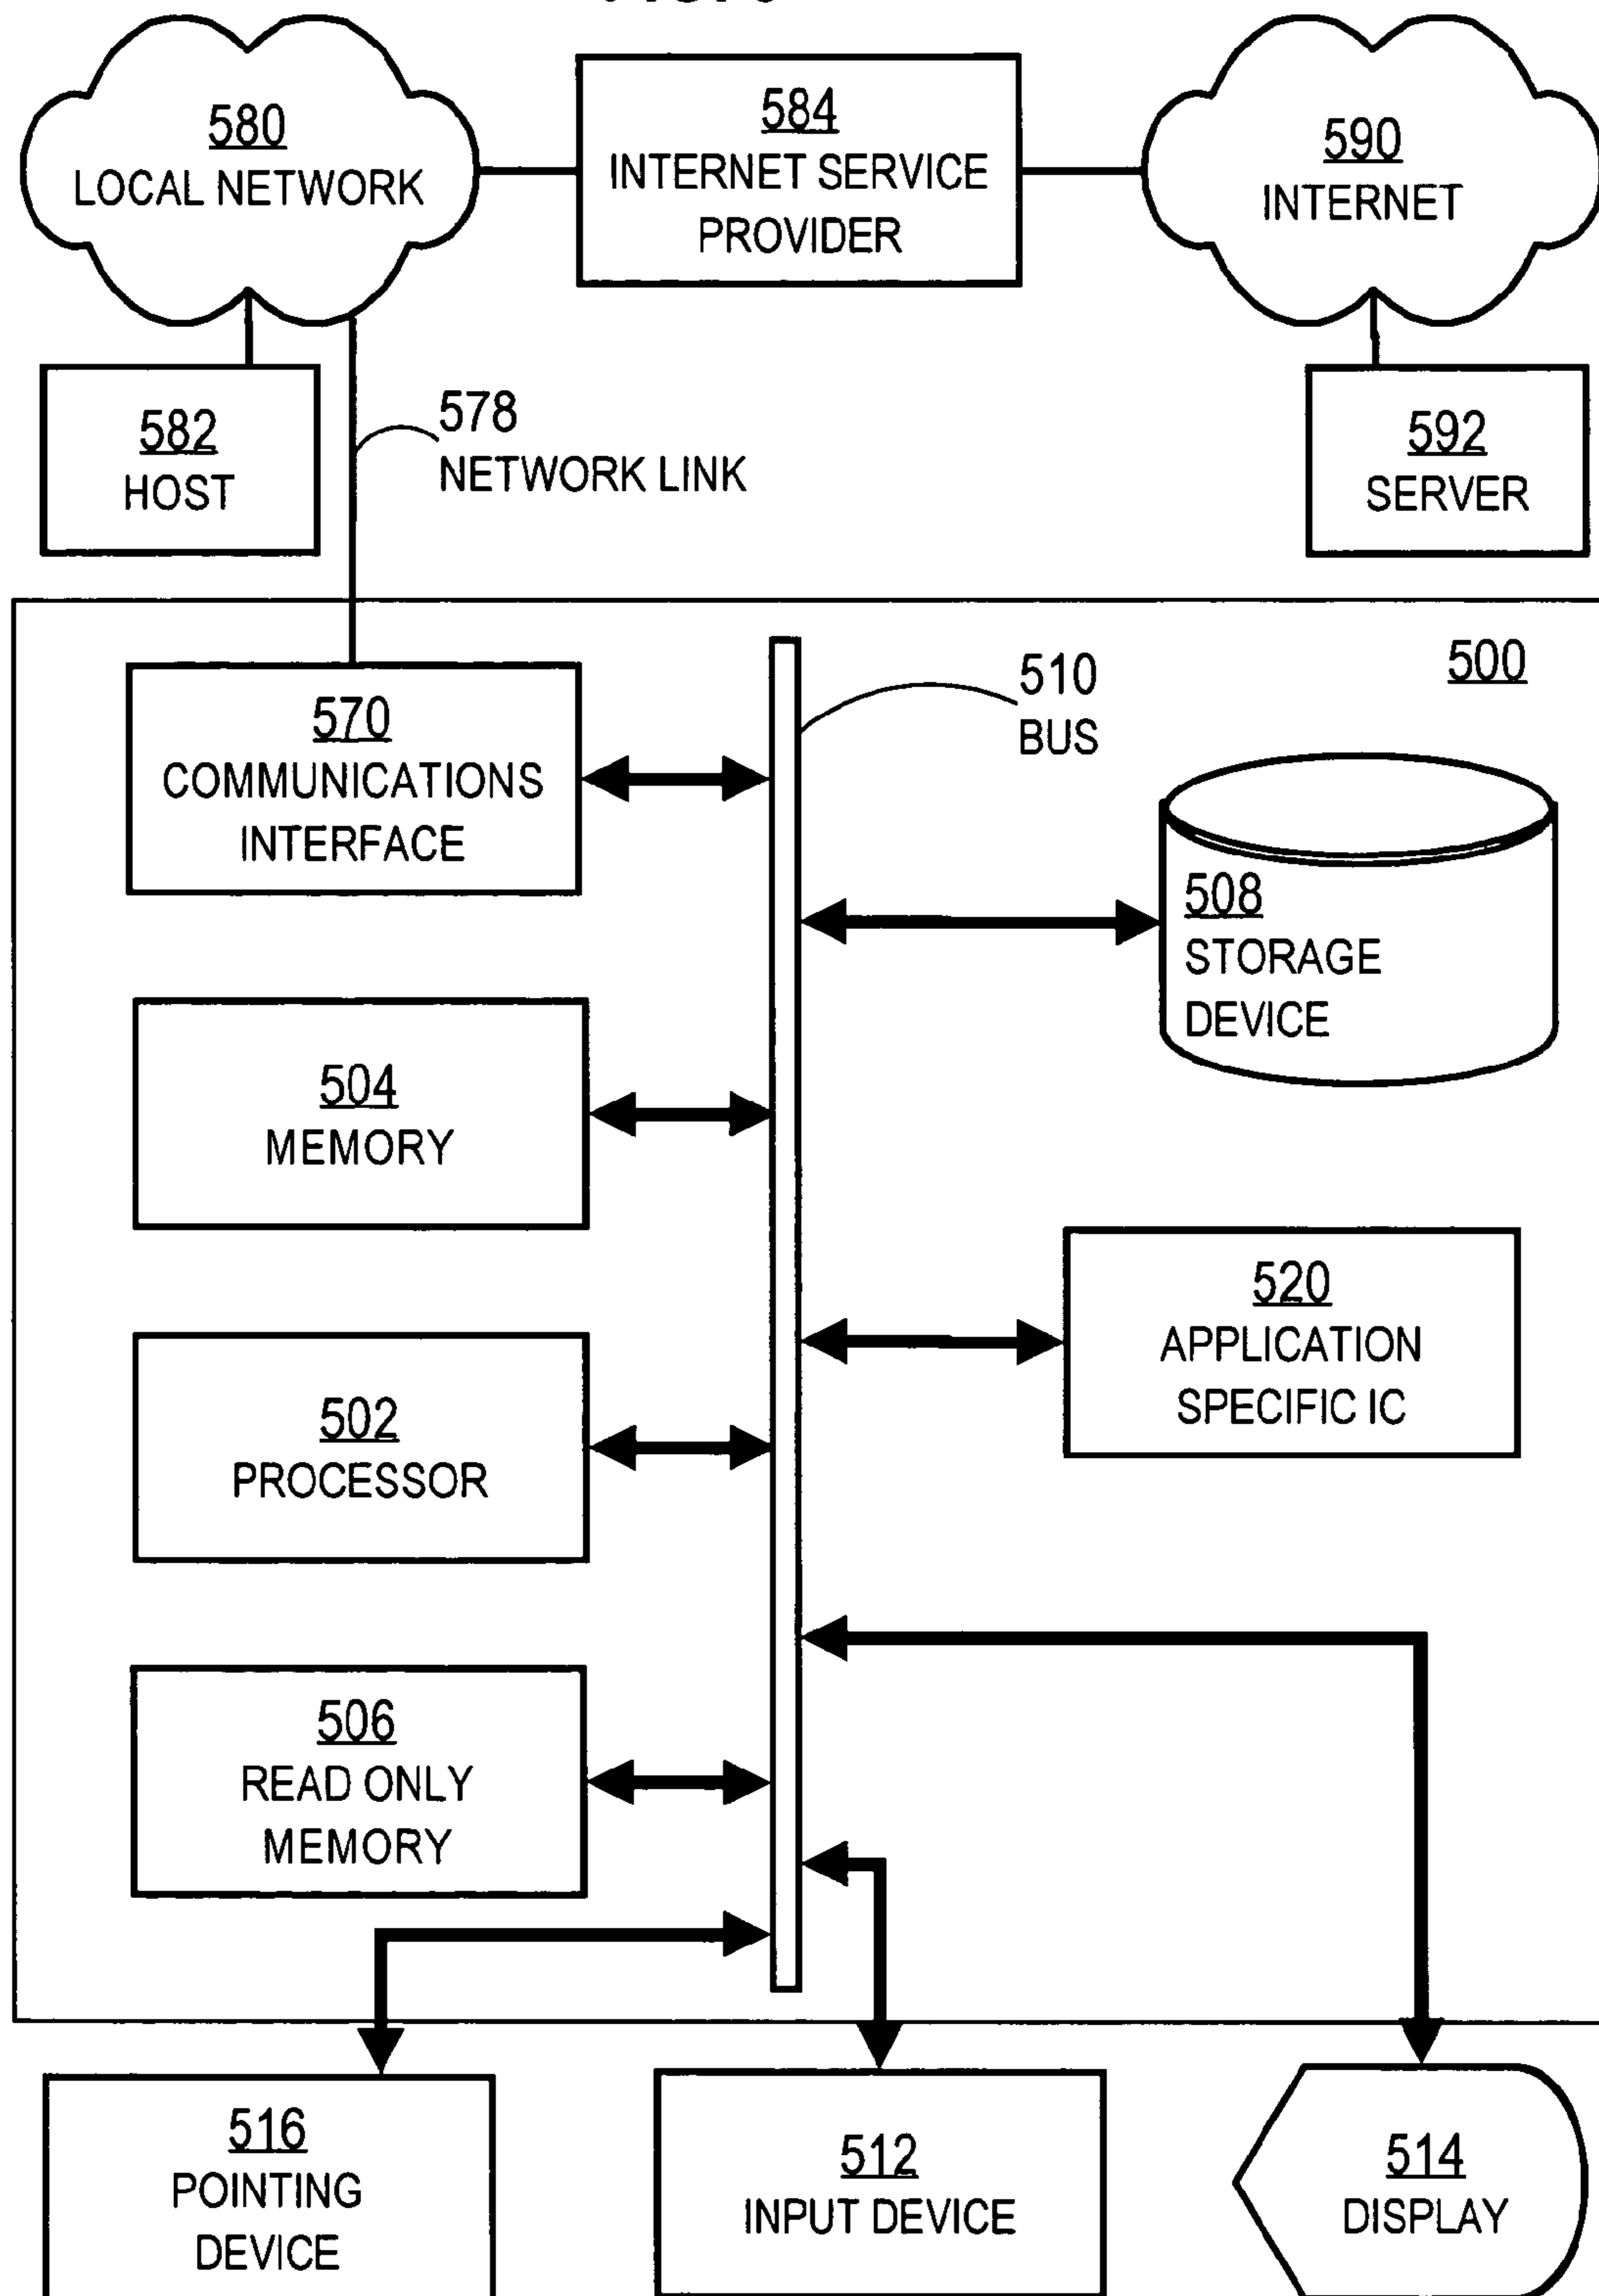 580
LOCAL NETWORK
584
INTERNET SERVICE
PROVIDER
590
INTERNET
582
HOST
578
NETWORK LINK
592
SERVER
500
570
COMMUNICATIONS
INTERFACE
510
BUS
508
STORAGE
DEVICE
504
MEMORY
520
APPLICATION
SPECIFIC IC
502
PROCESSOR
506
READ ONLY
MEMORY
516
POINTING
DEVICE
512
INPUT DEVICE
514
DISPLAY